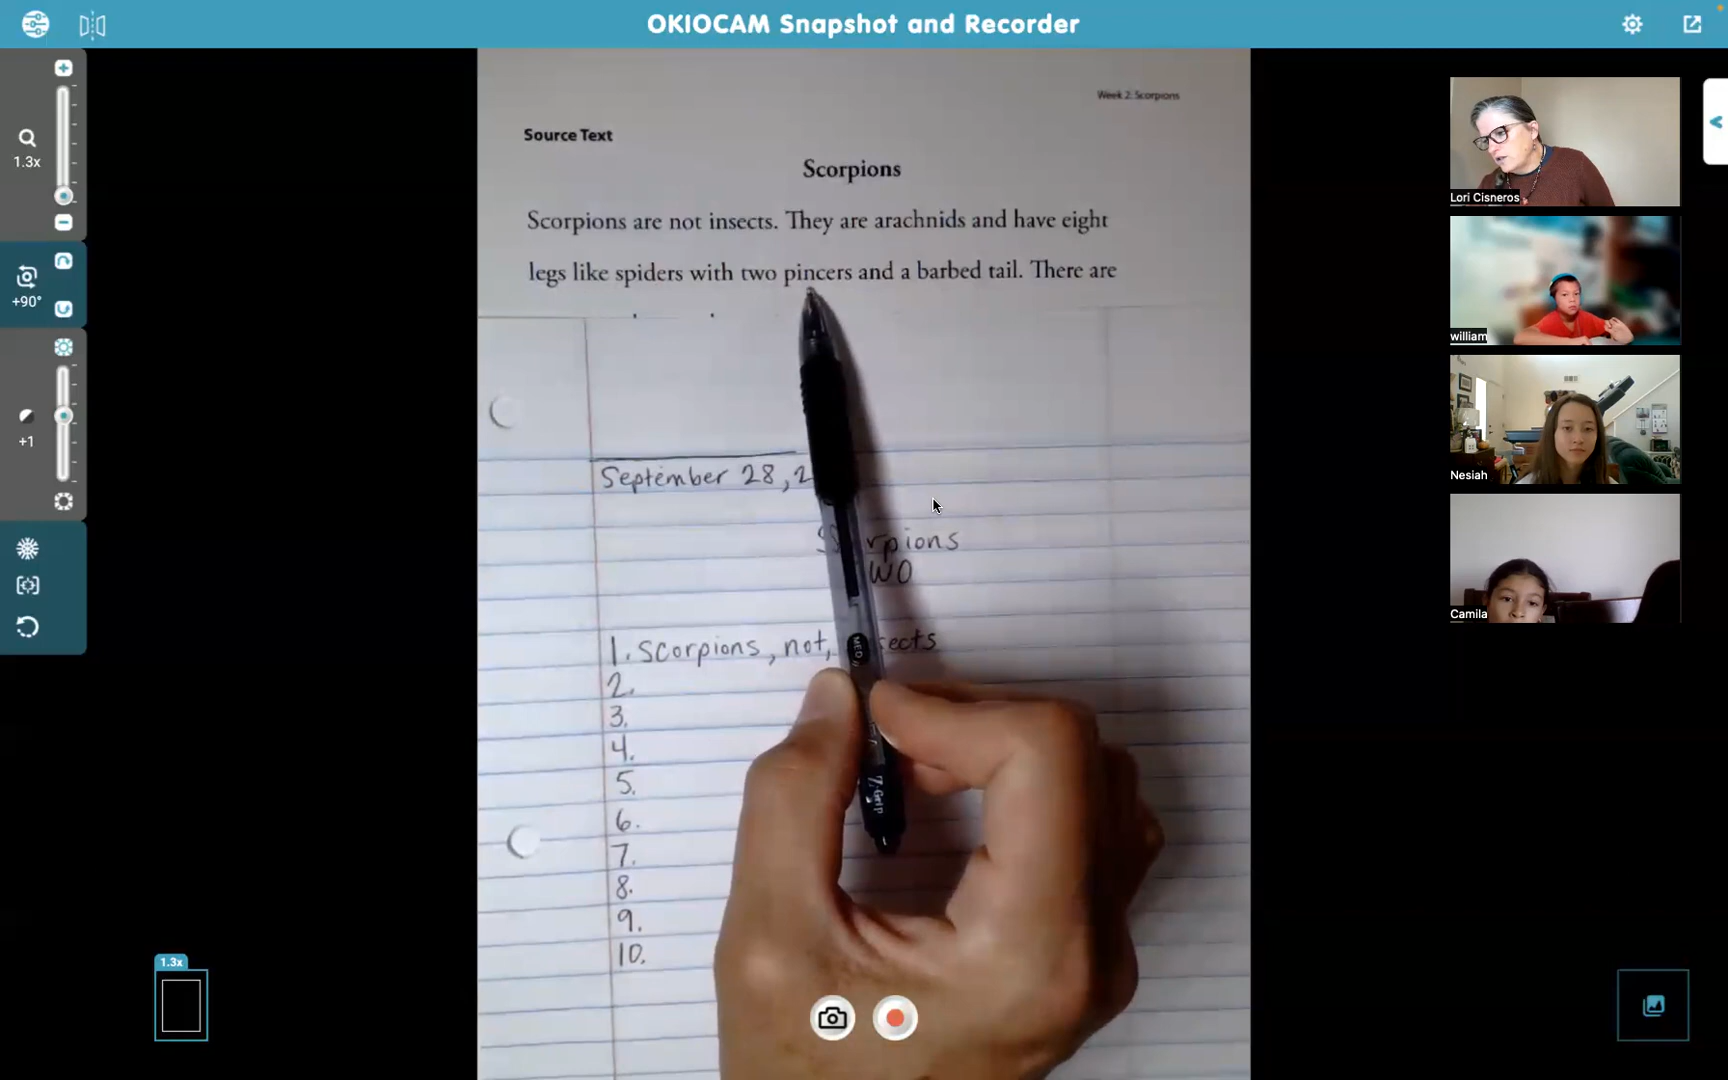 OKIOCAM Snapshot and Recorder
1.3x
+90°
+1
1.3x
Week 2: Scorpions
Source Text
Scorpions
Scorpions are not insects. They are arachnids and have eight
legs like spiders with two pincers and a barbed tail. There are
September 28, 2
rpions
WO
1. scorpions, not, sects
2.
3.
4.
5.
6.
7.
8.
9.
10.
MED
Z-Grip
Lori Cisneros
william
Nesiah
Camila